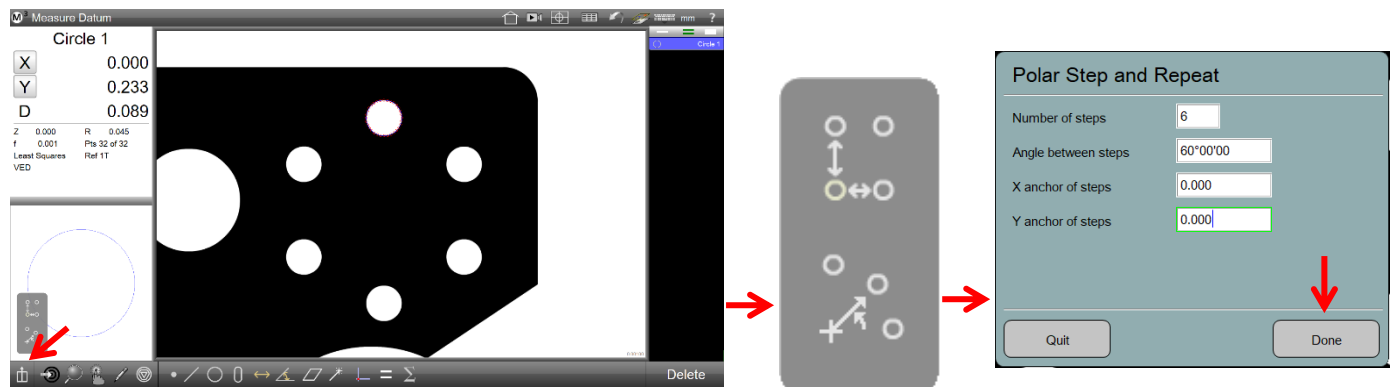 M³ Measure Datum
mm ?
Circle 1
X 0.000
Y 0.233
D 0.089
Z 0.000 R 0.045
f 0.001 Pts 32 of 32
Least Squares Ref 1T
VED
Circle 1
Delete
Polar Step and Repeat
Number of steps 6
Angle between steps 60°00'00
X anchor of steps 0.000
Y anchor of steps 0.000
Quit Done